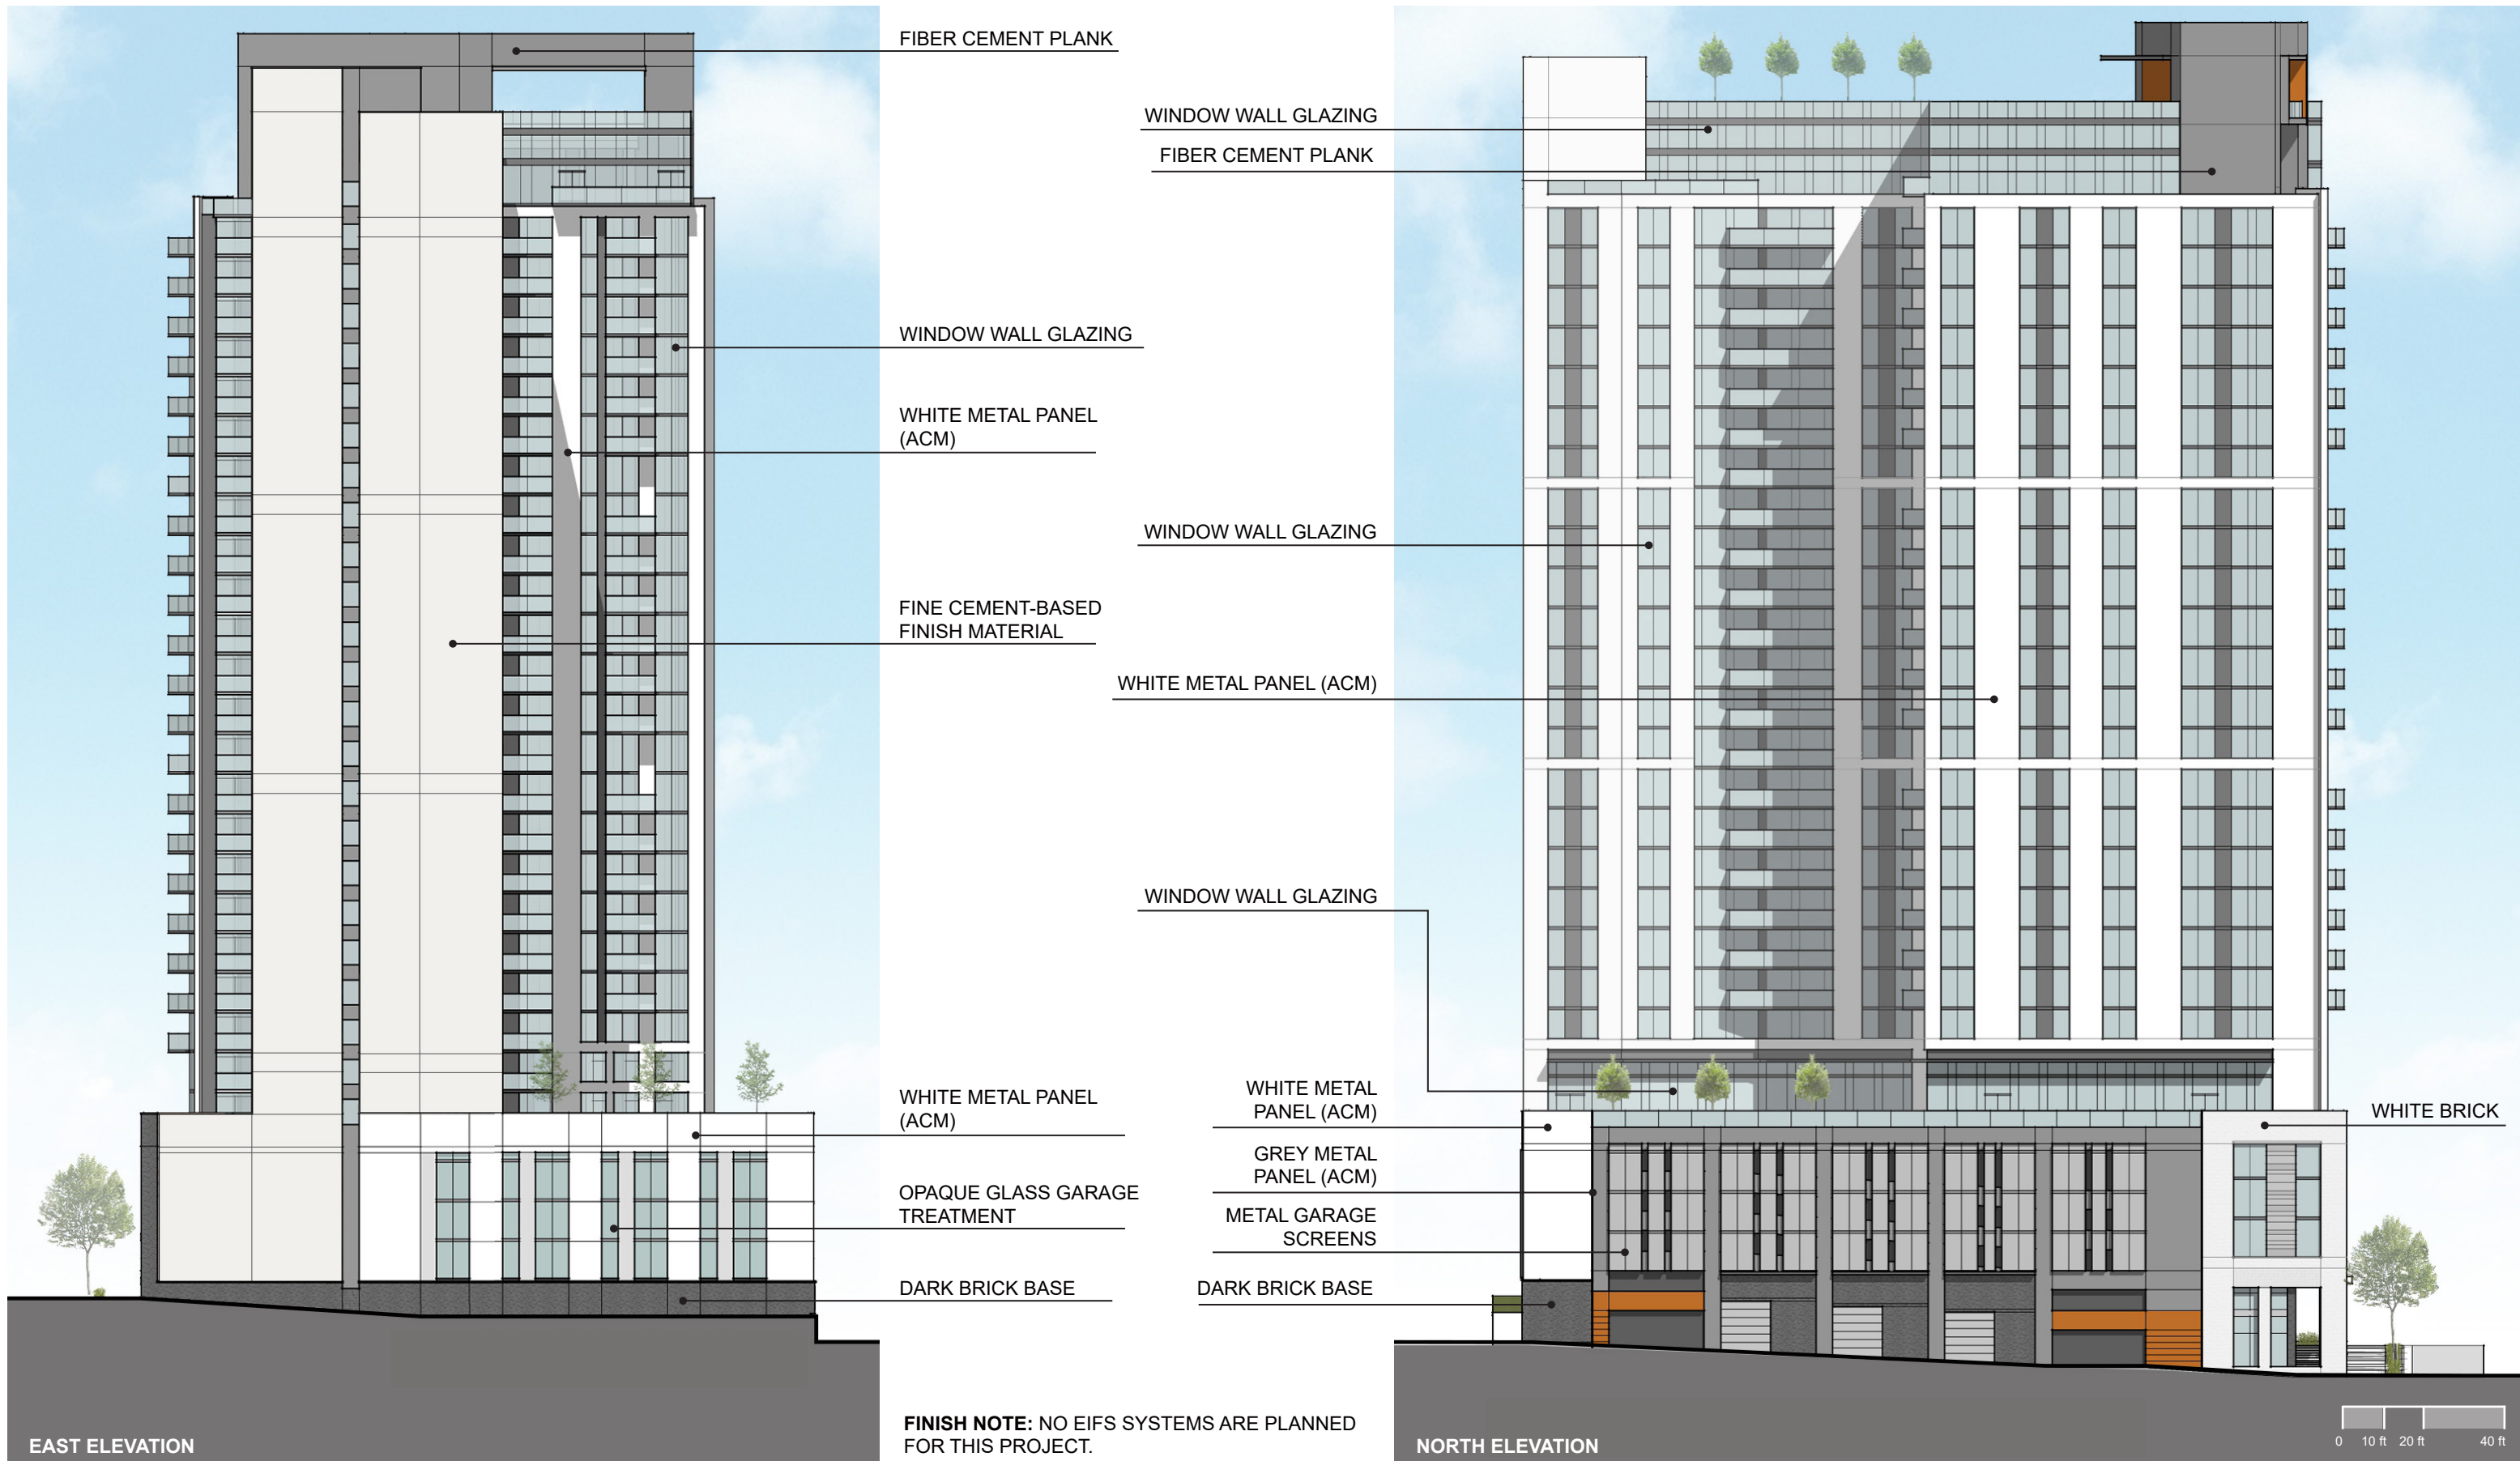 FIBER CEMENT PLANK
WINDOW WALL GLAZING
WHITE METAL PANEL
(ACM)
FINE CEMENT-BASED
FINISH MATERIAL
WHITE METAL PANEL
(ACM)
OPAQUE GLASS GARAGE
TREATMENT
DARK BRICK BASE
WINDOW WALL GLAZING
FIBER CEMENT PLANK
WINDOW WALL GLAZING
WHITE METAL PANEL (ACM)
WINDOW WALL GLAZING
WHITE METAL
PANEL (ACM)
GREY METAL
PANEL (ACM)
METAL GARAGE
SCREENS
DARK BRICK BASE
WHITE BRICK
EAST ELEVATION
FINISH NOTE: NO EIFS SYSTEMS ARE PLANNED
FOR THIS PROJECT.
NORTH ELEVATION
0 10 ft 20 ft 40 ft